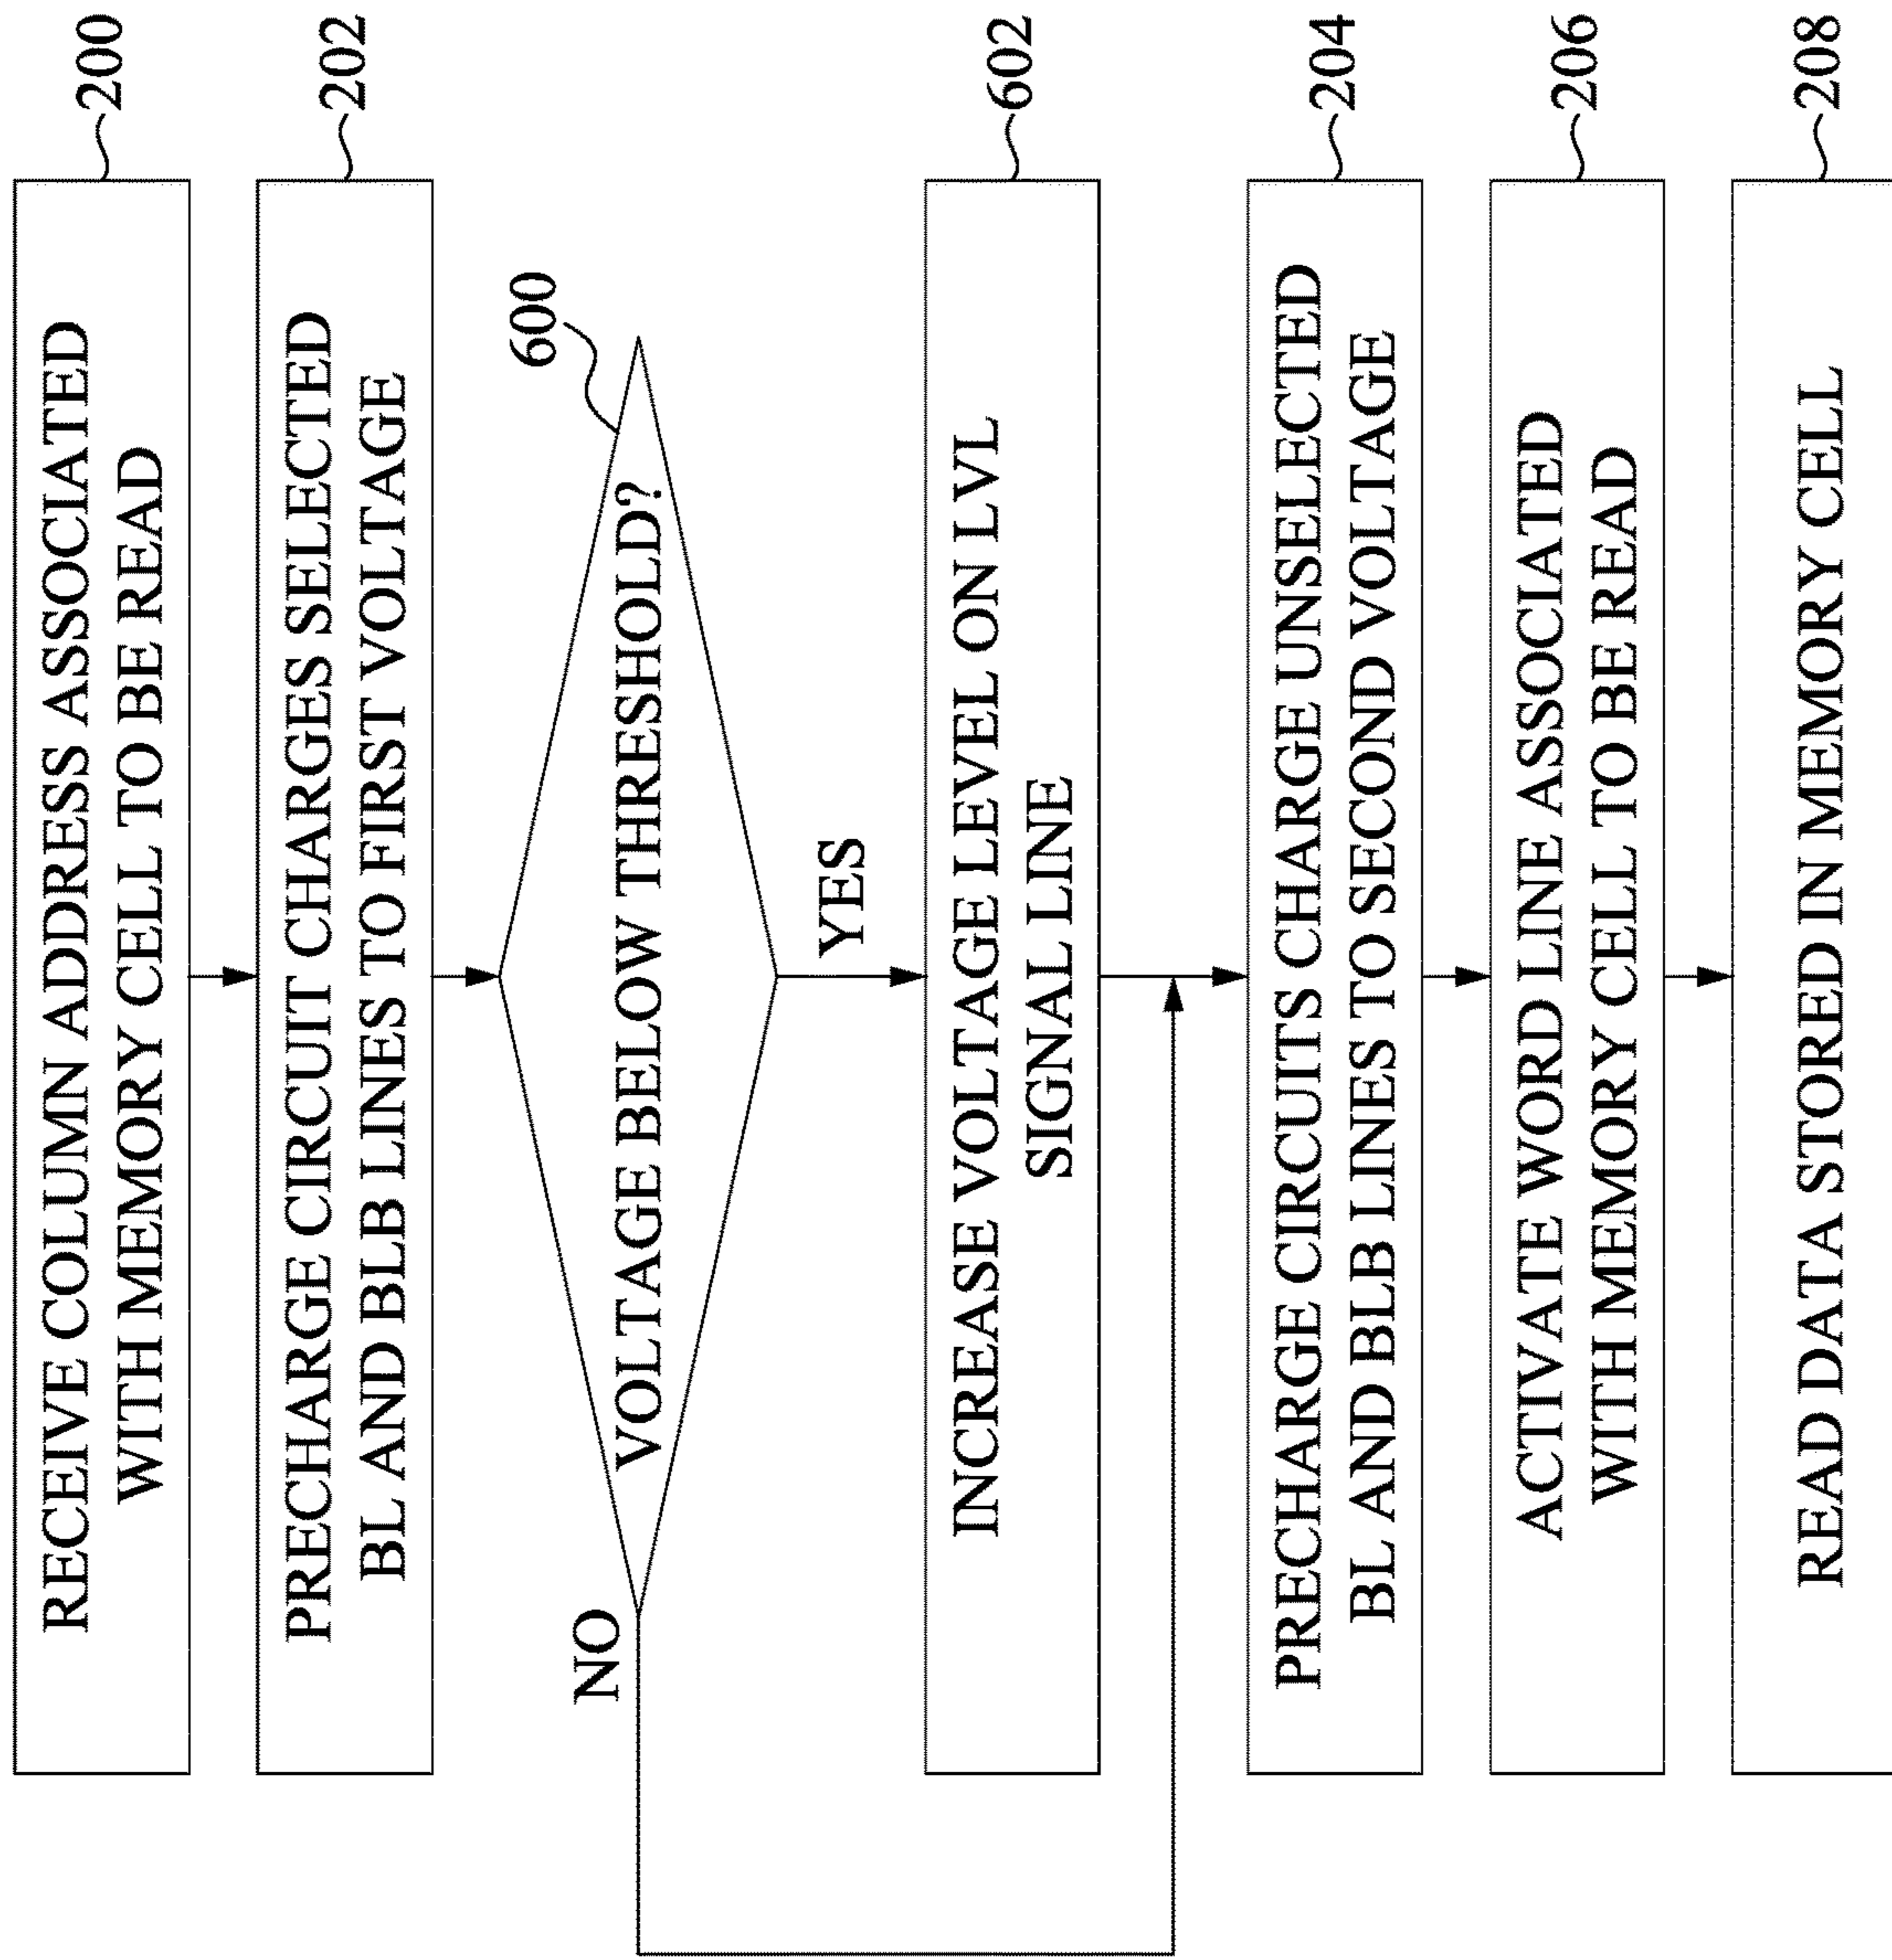 RECEIVE COLUMN ADDRESS ASSOCIATED
WITH MEMORY CELL TO BE READ
200
PRECHARGE CIRCUIT CHARGES SELECTED
BL AND BLB LINES TO FIRST VOLTAGE
202
600
VOLTAGE BELOW THRESHOLD?
NO
YES
INCREASE VOLTAGE LEVEL ON LVL
SIGNAL LINE
602
PRECHARGE CIRCUITS CHARGE UNSELECTED
BL AND BLB LINES TO SECOND VOLTAGE
204
ACTIVATE WORD LINE ASSOCIATED
WITH MEMORY CELL TO BE READ
206
READ DATA STORED IN MEMORY CELL
208